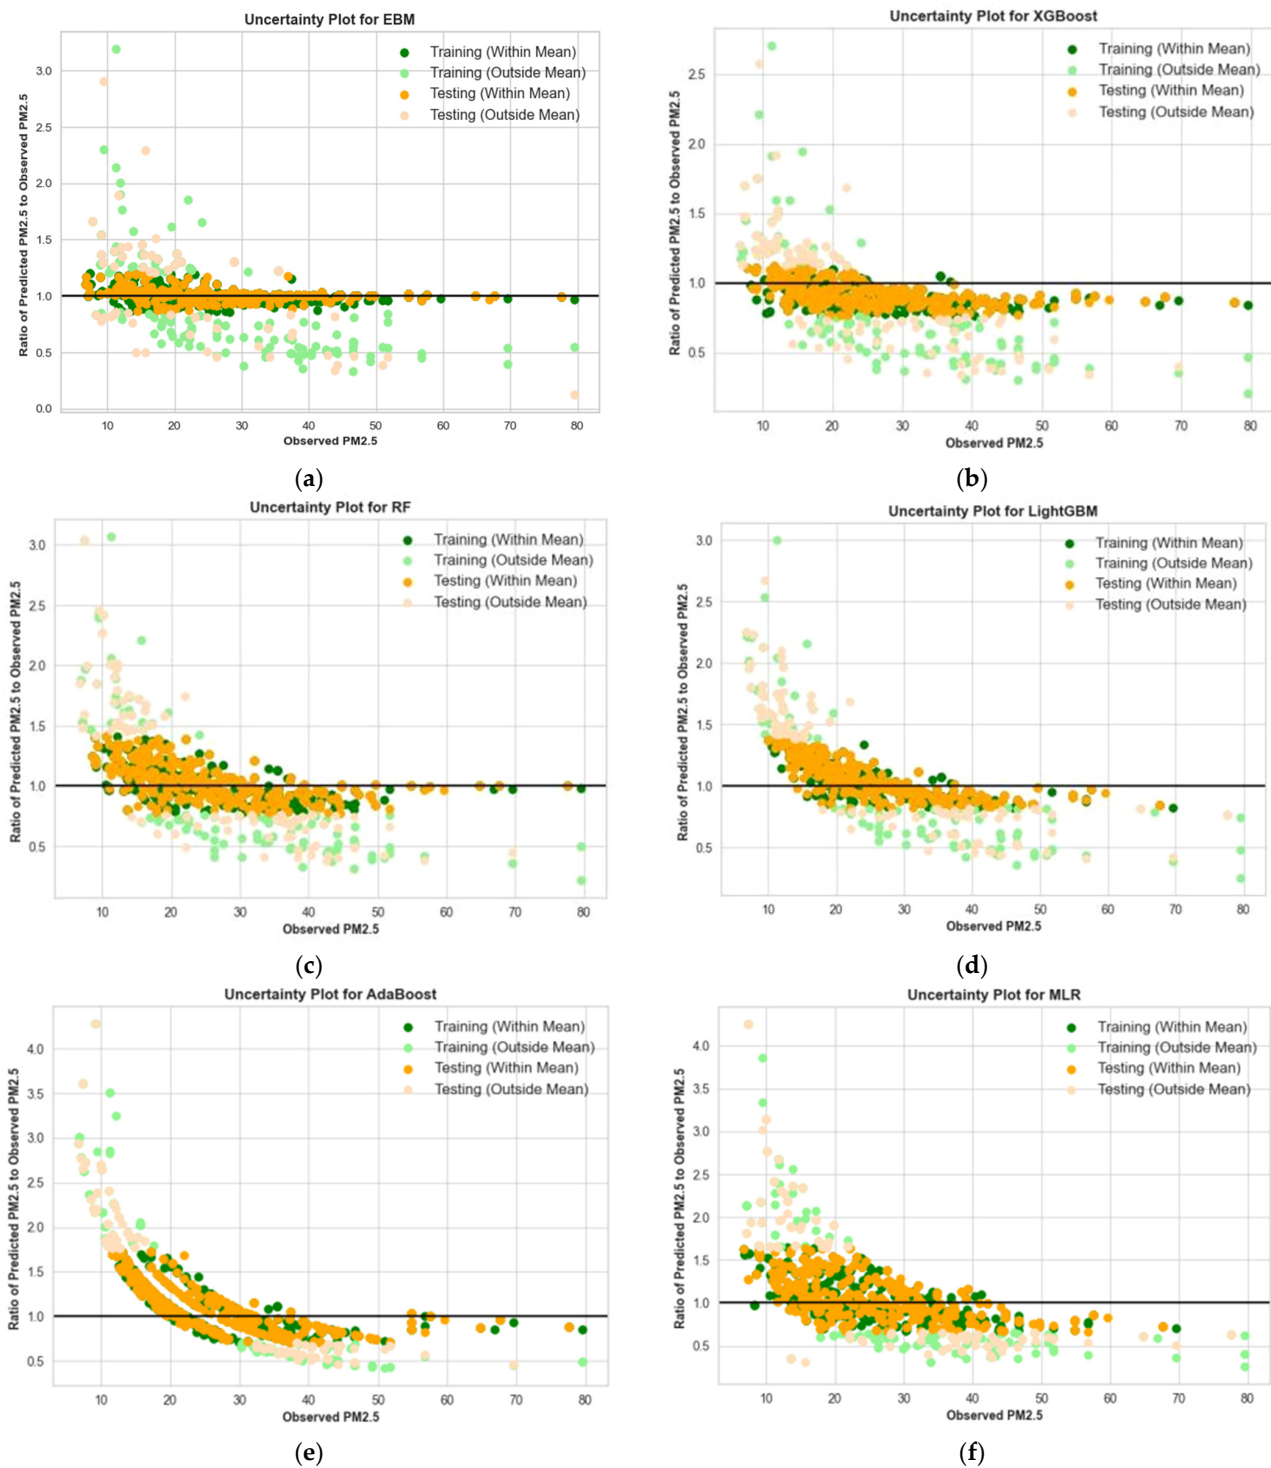 Uncertainty Plot for EBM
Ratio of Predicted PM2.5 to Observed PM2.5
3.0
2.5
2.0
1.5
1.0
0.5
0.0
Training (Within Mean)
Training (Outside Mean)
Testing (Within Mean)
Testing (Outside Mean)
10 20 30 40 50 60 70 80
Observed PM2.5
(a)
Uncertainty Plot for XGBoost
Ratio of Predicted PM2.5 to Observed PM2.5
2.5
2.0
1.5
1.0
0.5
Training (Within Mean)
Training (Outside Mean)
Testing (Within Mean)
Testing (Outside Mean)
10 20 30 40 50 60 70 80
Observed PM2.5
(b)
Uncertainty Plot for RF
Ratio of Predicted PM2.5 to Observed PM2.5
3.0
2.5
2.0
1.5
1.0
0.5
Training (Within Mean)
Training (Outside Mean)
Testing (Within Mean)
Testing (Outside Mean)
10 20 30 40 50 60 70 80
Observed PM2.5
(c)
Uncertainty Plot for LightGBM
Ratio of Predicted PM2.5 to Observed PM2.5
3.0
2.5
2.0
1.5
1.0
0.5
Training (Within Mean)
Training (Outside Mean)
Testing (Within Mean)
Testing (Outside Mean)
10 20 30 40 50 60 70 80
Observed PM2.5
(d)
Uncertainty Plot for AdaBoost
Ratio of Predicted PM2.5 to Observed PM2.5
4.0
3.5
3.0
2.5
2.0
1.5
1.0
0.5
Training (Within Mean)
Training (Outside Mean)
Testing (Within Mean)
Testing (Outside Mean)
10 20 30 40 50 60 70 80
Observed PM2.5
(e)
Uncertainty Plot for MLR
Ratio of Predicted PM2.5 to Observed PM2.5
4.0
3.5
3.0
2.5
2.0
1.5
1.0
0.5
Training (Within Mean)
Training (Outside Mean)
Testing (Within Mean)
Testing (Outside Mean)
10 20 30 40 50 60 70 80
Observed PM2.5
(f)